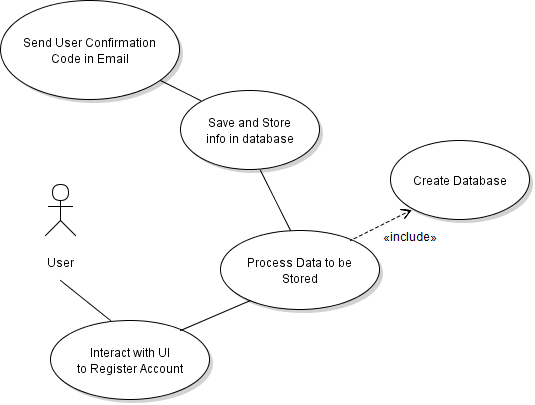 Send User Confirmation
Code in Email
Save and Store
info in database
Create Database
«include»
User
Process Data to be
Stored
Interact with UI
to Register Account